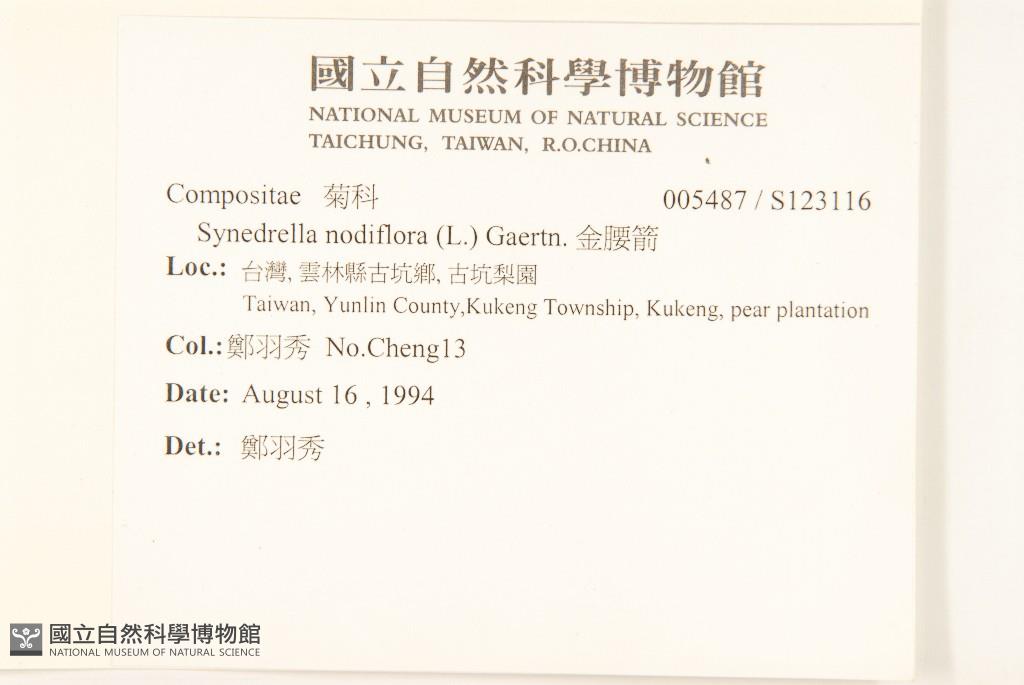 國立自然科學博物館
NATIONAL MUSEUM OF NATURAL SCIENCE
TAICHUNG, TAIWAN, R.O.CHINA
Compositae 菊科 005487 / S123116
Synedrella nodiflora (L.) Gaertn. 金腰箭
Loc.: 台灣, 雲林縣古坑鄉, 古坑梨園
Taiwan, Yunlin County,Kukeng Township, Kukeng, pear plantation
Col.: 鄭羽秀 No.Cheng13
Date: August 16 , 1994
Det.: 鄭羽秀
國立自然科學博物館
NATIONAL MUSEUM OF NATURAL SCIENCE